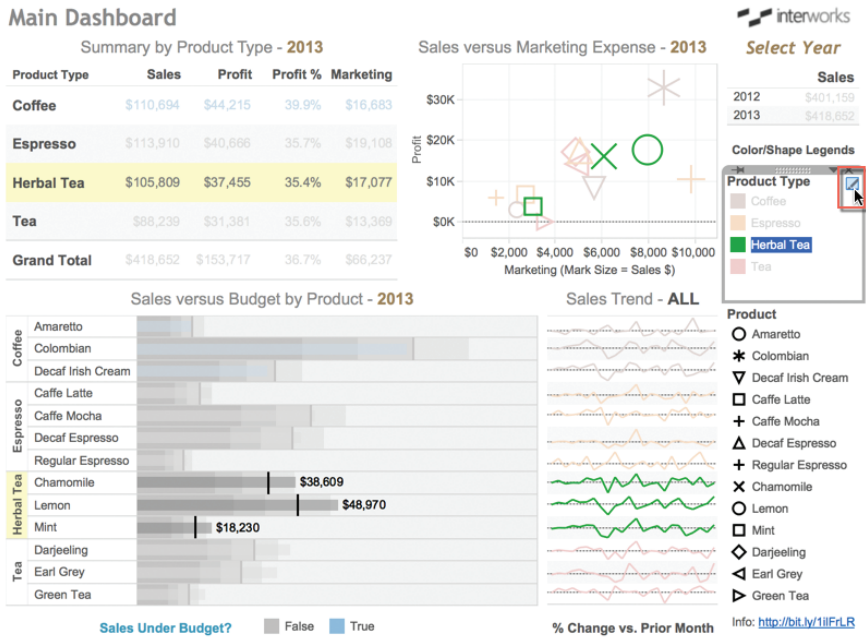 Main Dashboard
interworks
Summary by Product Type - 2013
Product Type Sales Profit Profit % Marketing
Coffee $110,694 $44,215 39.9% $16,683
Espresso $113,910 $40,666 35.7% $19,108
Herbal Tea $105,809 $37,455 35.4% $17,077
Tea $88,239 $31,381 35.6% $13,369
Grand Total $418,652 $153,717 36.7% $66,237
Sales versus Marketing Expense - 2013
Profit
$30K
$20K
$10K
$0K
$0 $2,000 $4,000 $6,000 $8,000 $10,000
Marketing (Mark Size = Sales $)
Select Year
Sales
2012 $401,159
2013 $418,652
Color/Shape Legends
Product Type
Coffee
Espresso
Herbal Tea
Tea
Sales versus Budget by Product - 2013
Coffee
Amaretto
Colombian
Decaf Irish Cream
Espresso
Caffe Latte
Caffe Mocha
Decaf Espresso
Regular Espresso
Herbal Tea
Chamomile $38,609
Lemon $48,970
Mint $18,230
Tea
Darjeeling
Earl Grey
Green Tea
Sales Under Budget? False True
Sales Trend - ALL
% Change vs. Prior Month
Product
Amaretto
Colombian
Decaf Irish Cream
Caffe Latte
Caffe Mocha
Decaf Espresso
Regular Espresso
Chamomile
Lemon
Mint
Darjeeling
Earl Grey
Green Tea
Info: http://bit.ly/1ilFrLR